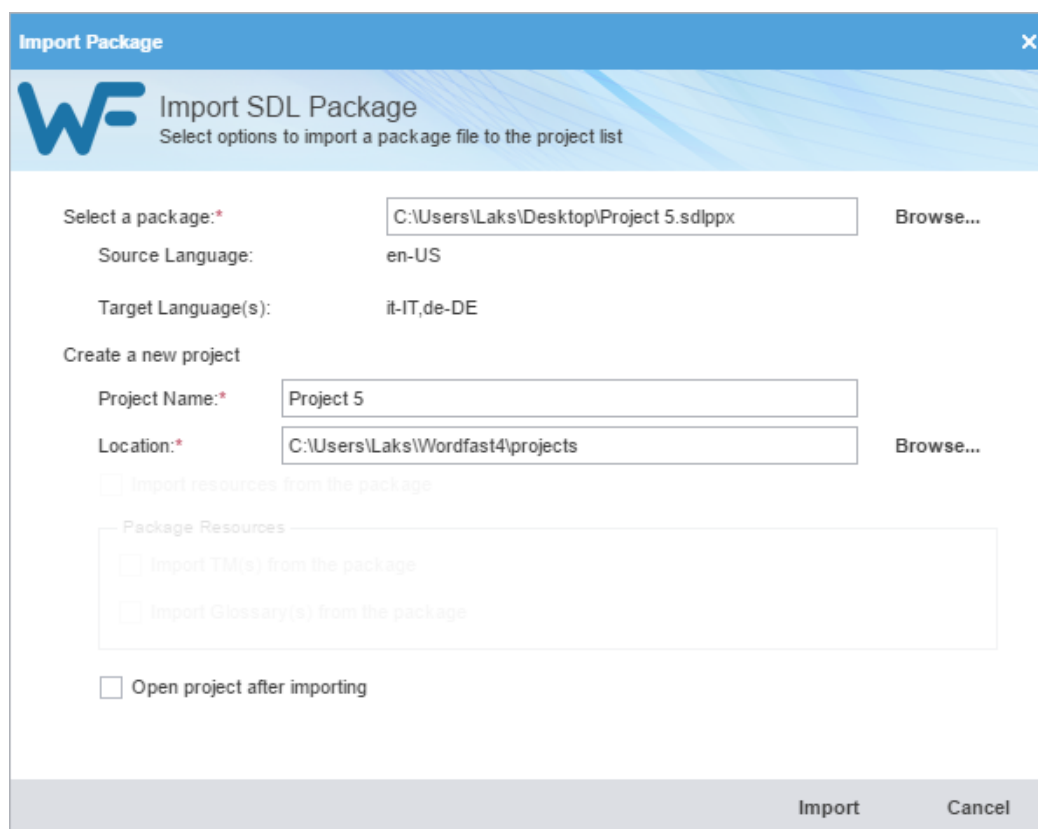 Import Package
WF
Import SDL Package
Select options to import a package file to the project list
Select a package:* C:\Users\Laks\Desktop\Project 5.sdlppx Browse...
Source Language: en-US
Target Language(s): it-IT,de-DE
Create a new project
Project Name:* Project 5
Location:* C:\Users\Laks\Wordfast4\projects Browse...
Import resources from the package
Package Resources
Import TM(s) from the package
Import Glossary(s) from the package
Open project after importing
Import Cancel